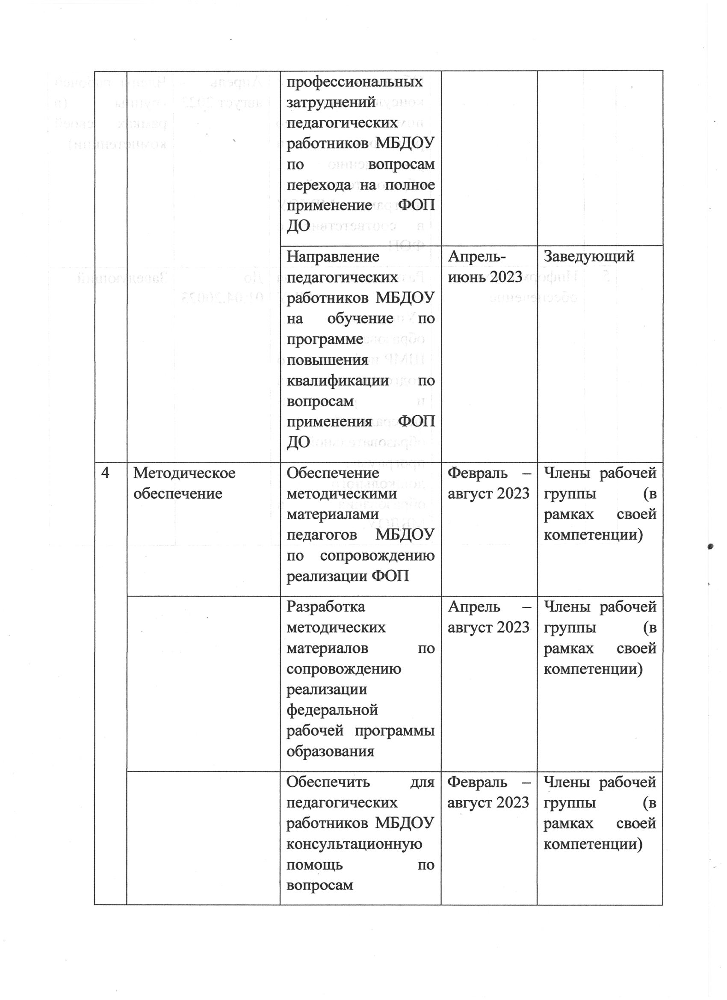 профессиональных
затруднений
педагогических
работников МБДОУ
по вопросам
перехода на полное
применение ФОП
ДО
Направление
педагогических
работников МБДОУ
на обучение по
программе
повышения
квалификации по
вопросам
применения ФОП
ДО
Апрель-
июнь 2023
Заведующий
4
Методическое
обеспечение
Обеспечение
методическими
материалами
педагогов МБДОУ
по сопровождению
реализации ФОП
Февраль –
август 2023
Члены рабочей
группы (в
рамках своей
компетенции)
Разработка
методических
материалов по
сопровождению
реализации
федеральной
рабочей программы
образования
Апрель –
август 2023
Члены рабочей
группы (в
рамках своей
компетенции)
Обеспечить для
педагогических
работников МБДОУ
консультационную
помощь по
вопросам
Февраль –
август 2023
Члены рабочей
группы (в
рамках своей
компетенции)